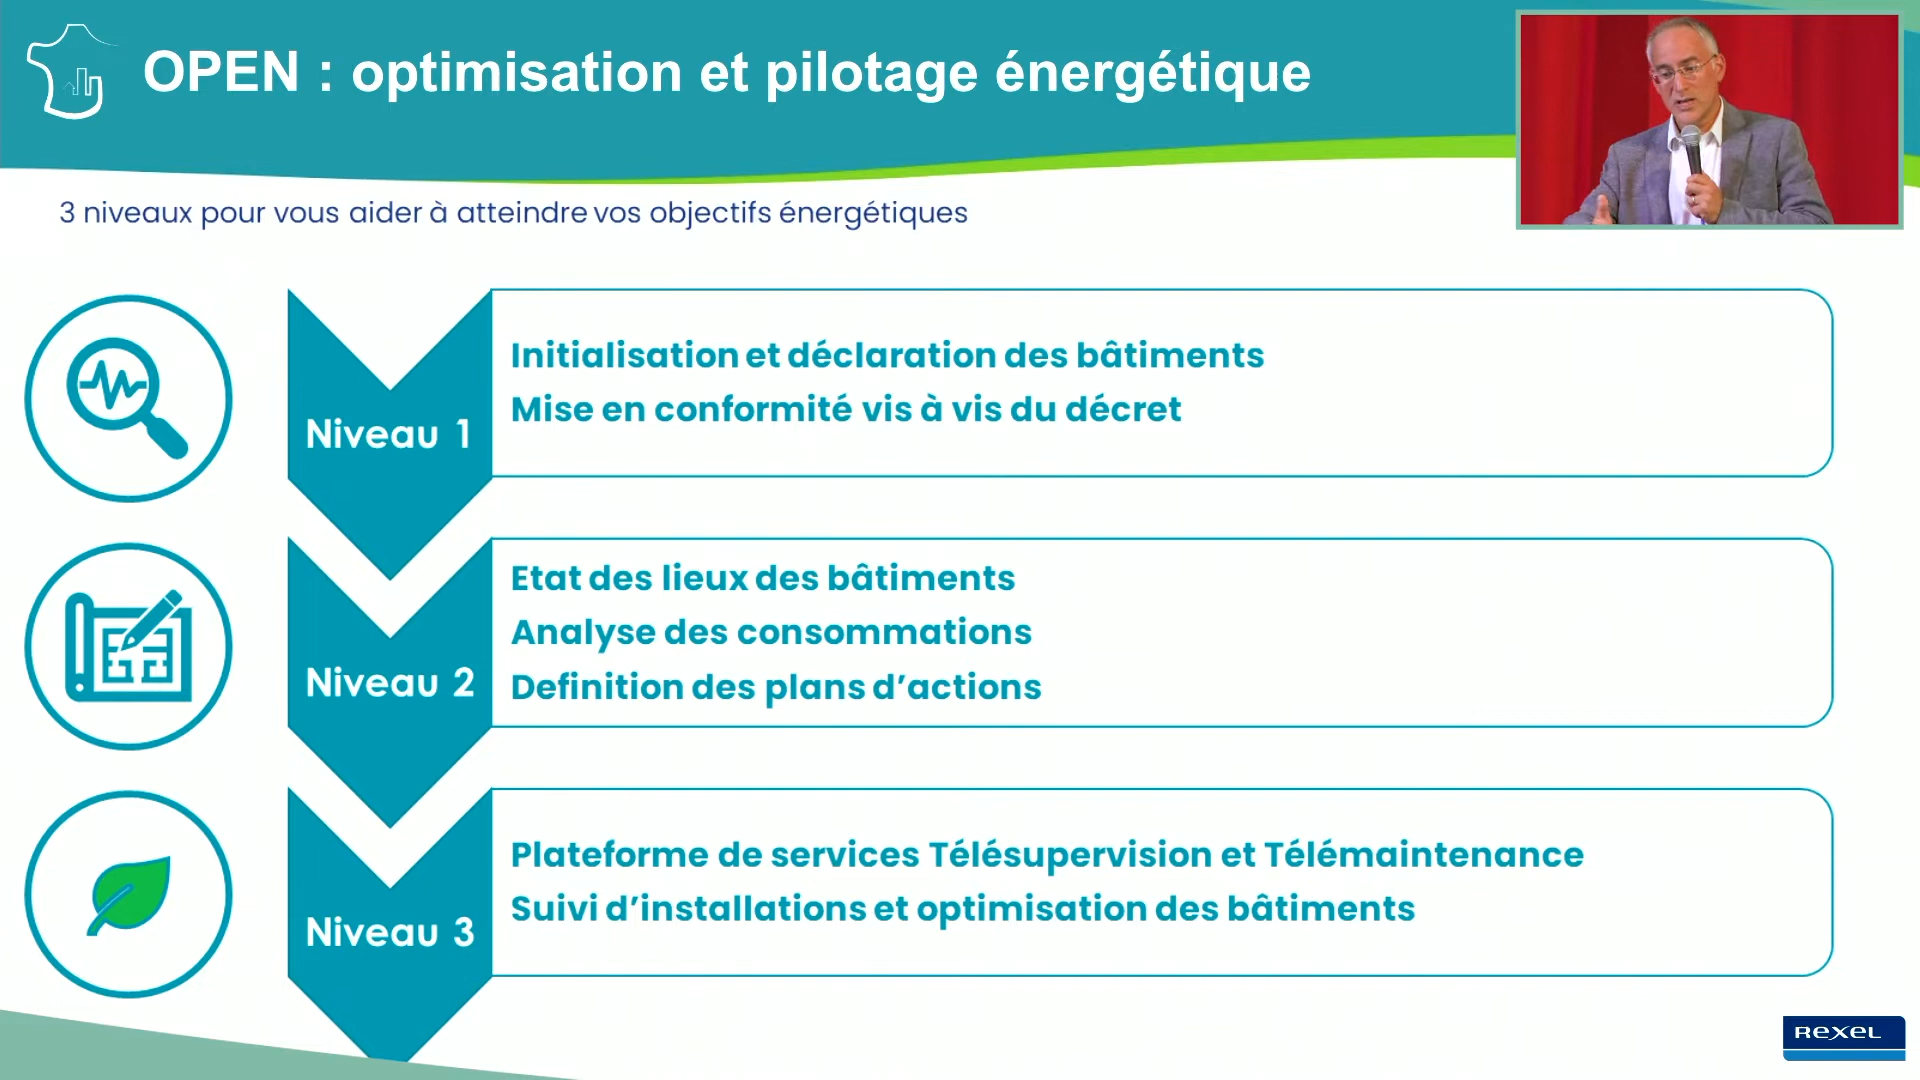 OPEN : optimisation et pilotage énergétique
3 niveaux pour vous aider à atteindre vos objectifs énergétiques
Niveau 1
Initialisation et déclaration des bâtiments
Mise en conformité vis à vis du décret
Niveau 2
Etat des lieux des bâtiments
Analyse des consommations
Definition des plans d’actions
Niveau 3
Plateforme de services Télésupervision et Télémaintenance
Suivi d’installations et optimisation des bâtiments
REXEL